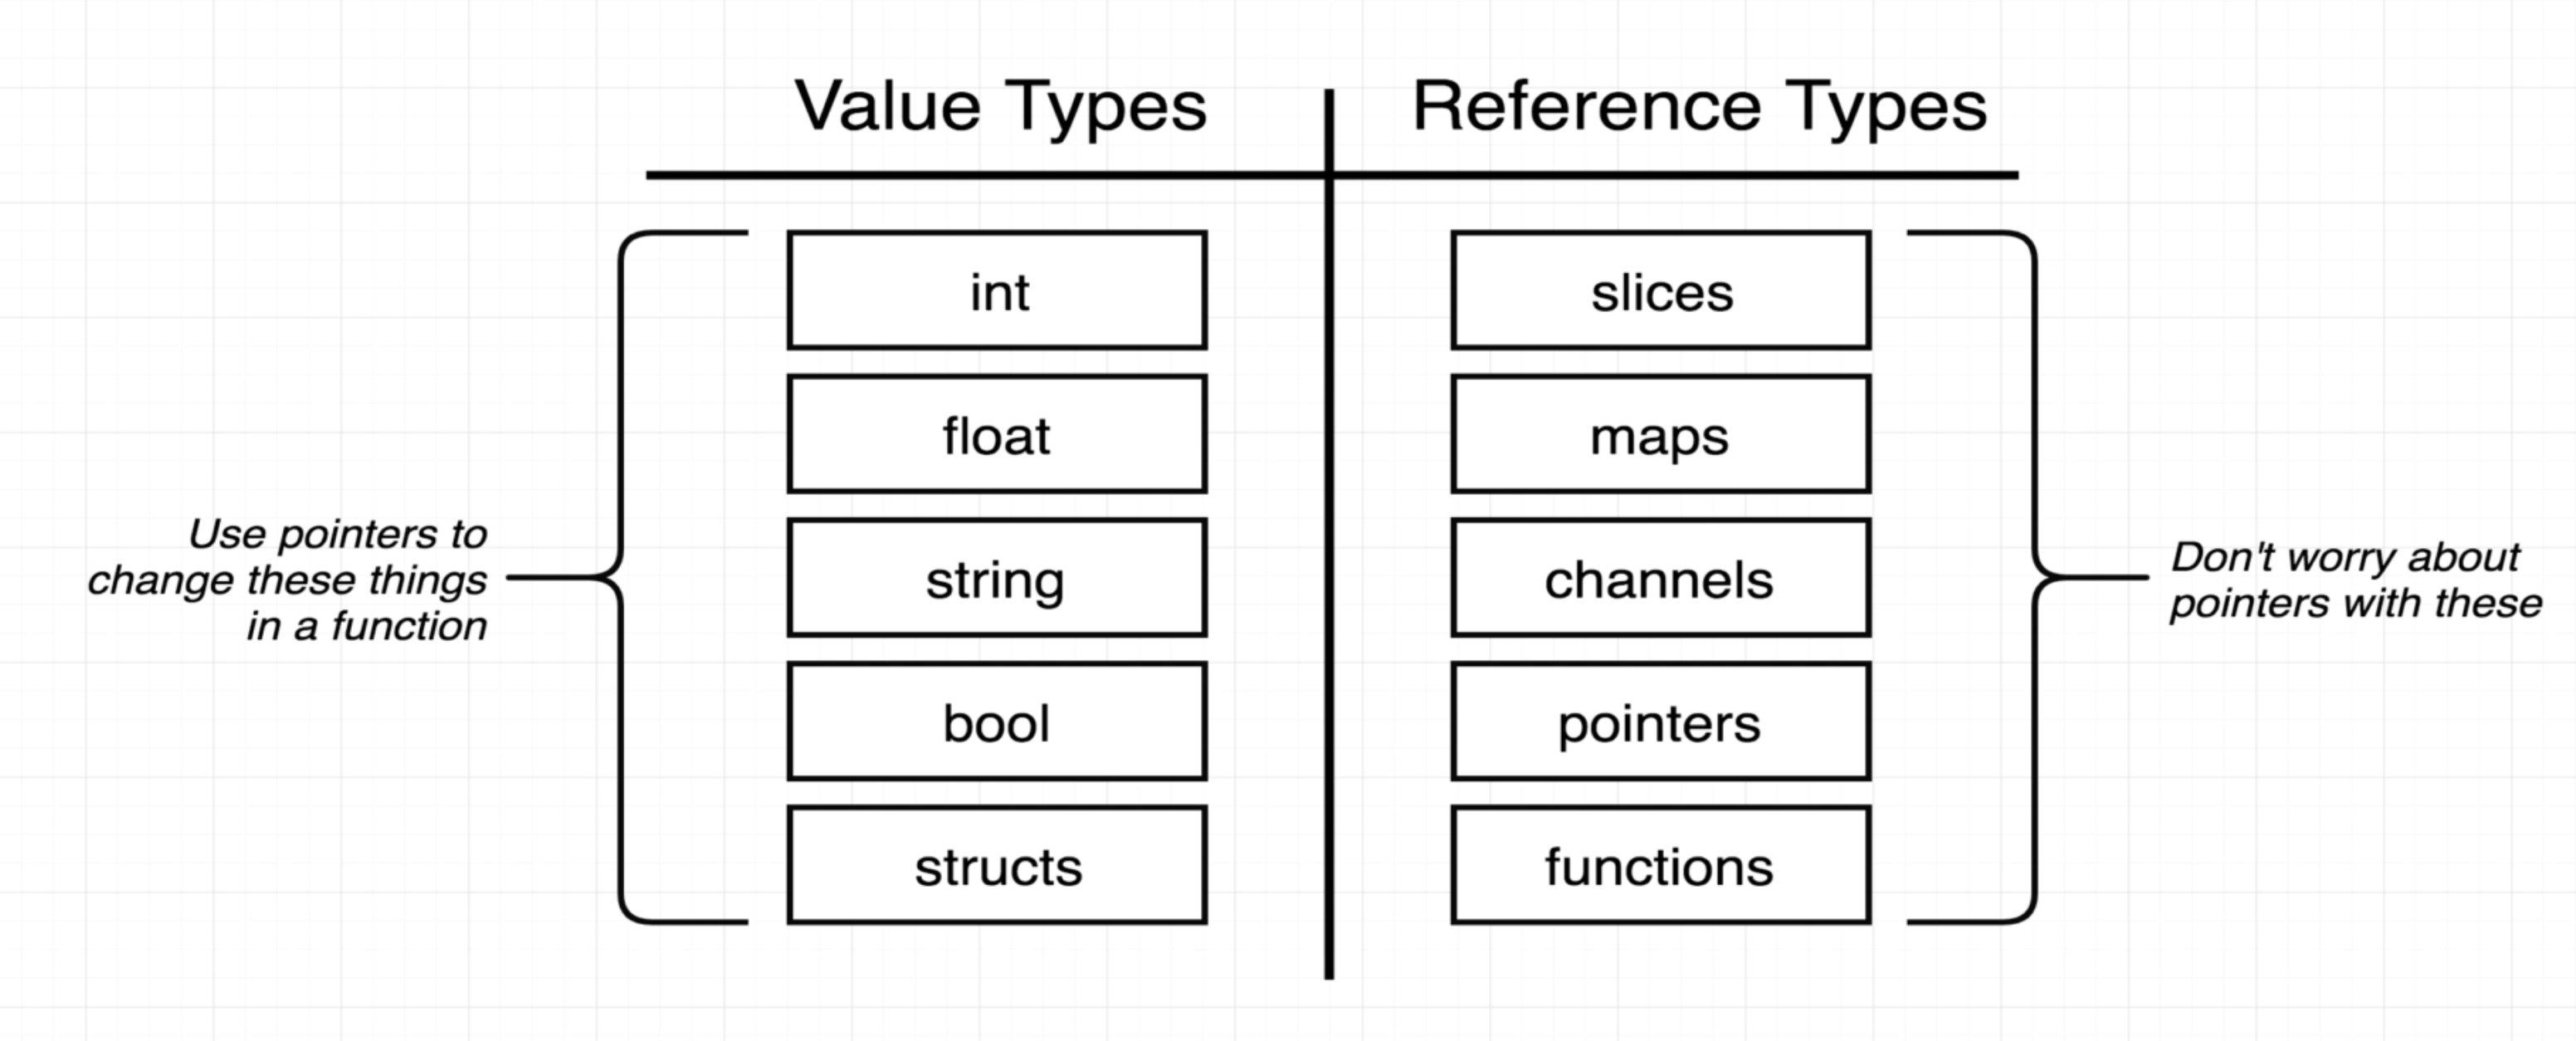 Value Types
Reference Types
int
float
string
bool
structs
slices
maps
channels
pointers
functions
Use pointers to
change these things
in a function
Don't worry about
pointers with these